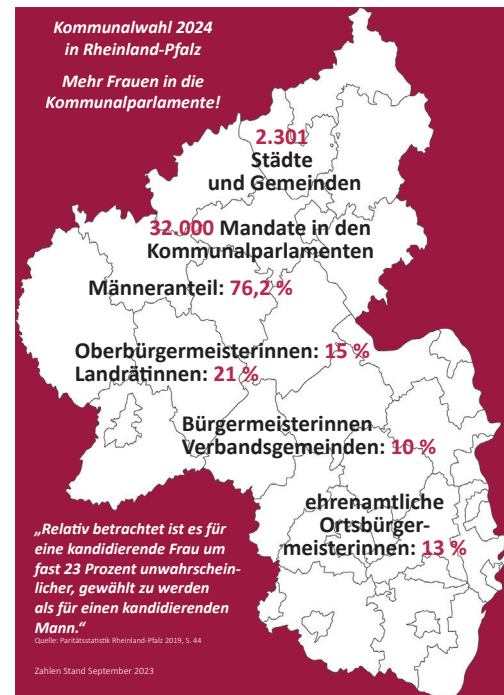 Kommunalwahl 2024
in Rheinland-Pfalz
Mehr Frauen in die
Kommunalparlamente!
2.301
Städte
und Gemeinden
32.000 Mandate in den
Kommunalparlamenten
Männeranteil: 76,2 %
Oberbürgermeisterinnen: 15 %
Landrätinnen: 21 %
Bürgermeisterinnen
Verbandsgemeinden: 10 %
ehrenamtliche
Ortsbürger-
meisterinnen: 13 %
„Relativ betrachtet ist es für
eine kandidierende Frau um
fast 23 Prozent unwahrschein-
licher, gewählt zu werden
als für einen kandidierenden
Mann.“
Quelle: Paritätsstatistik Rheinland-Pfalz 2019, S. 44
Zahlen Stand September 2023